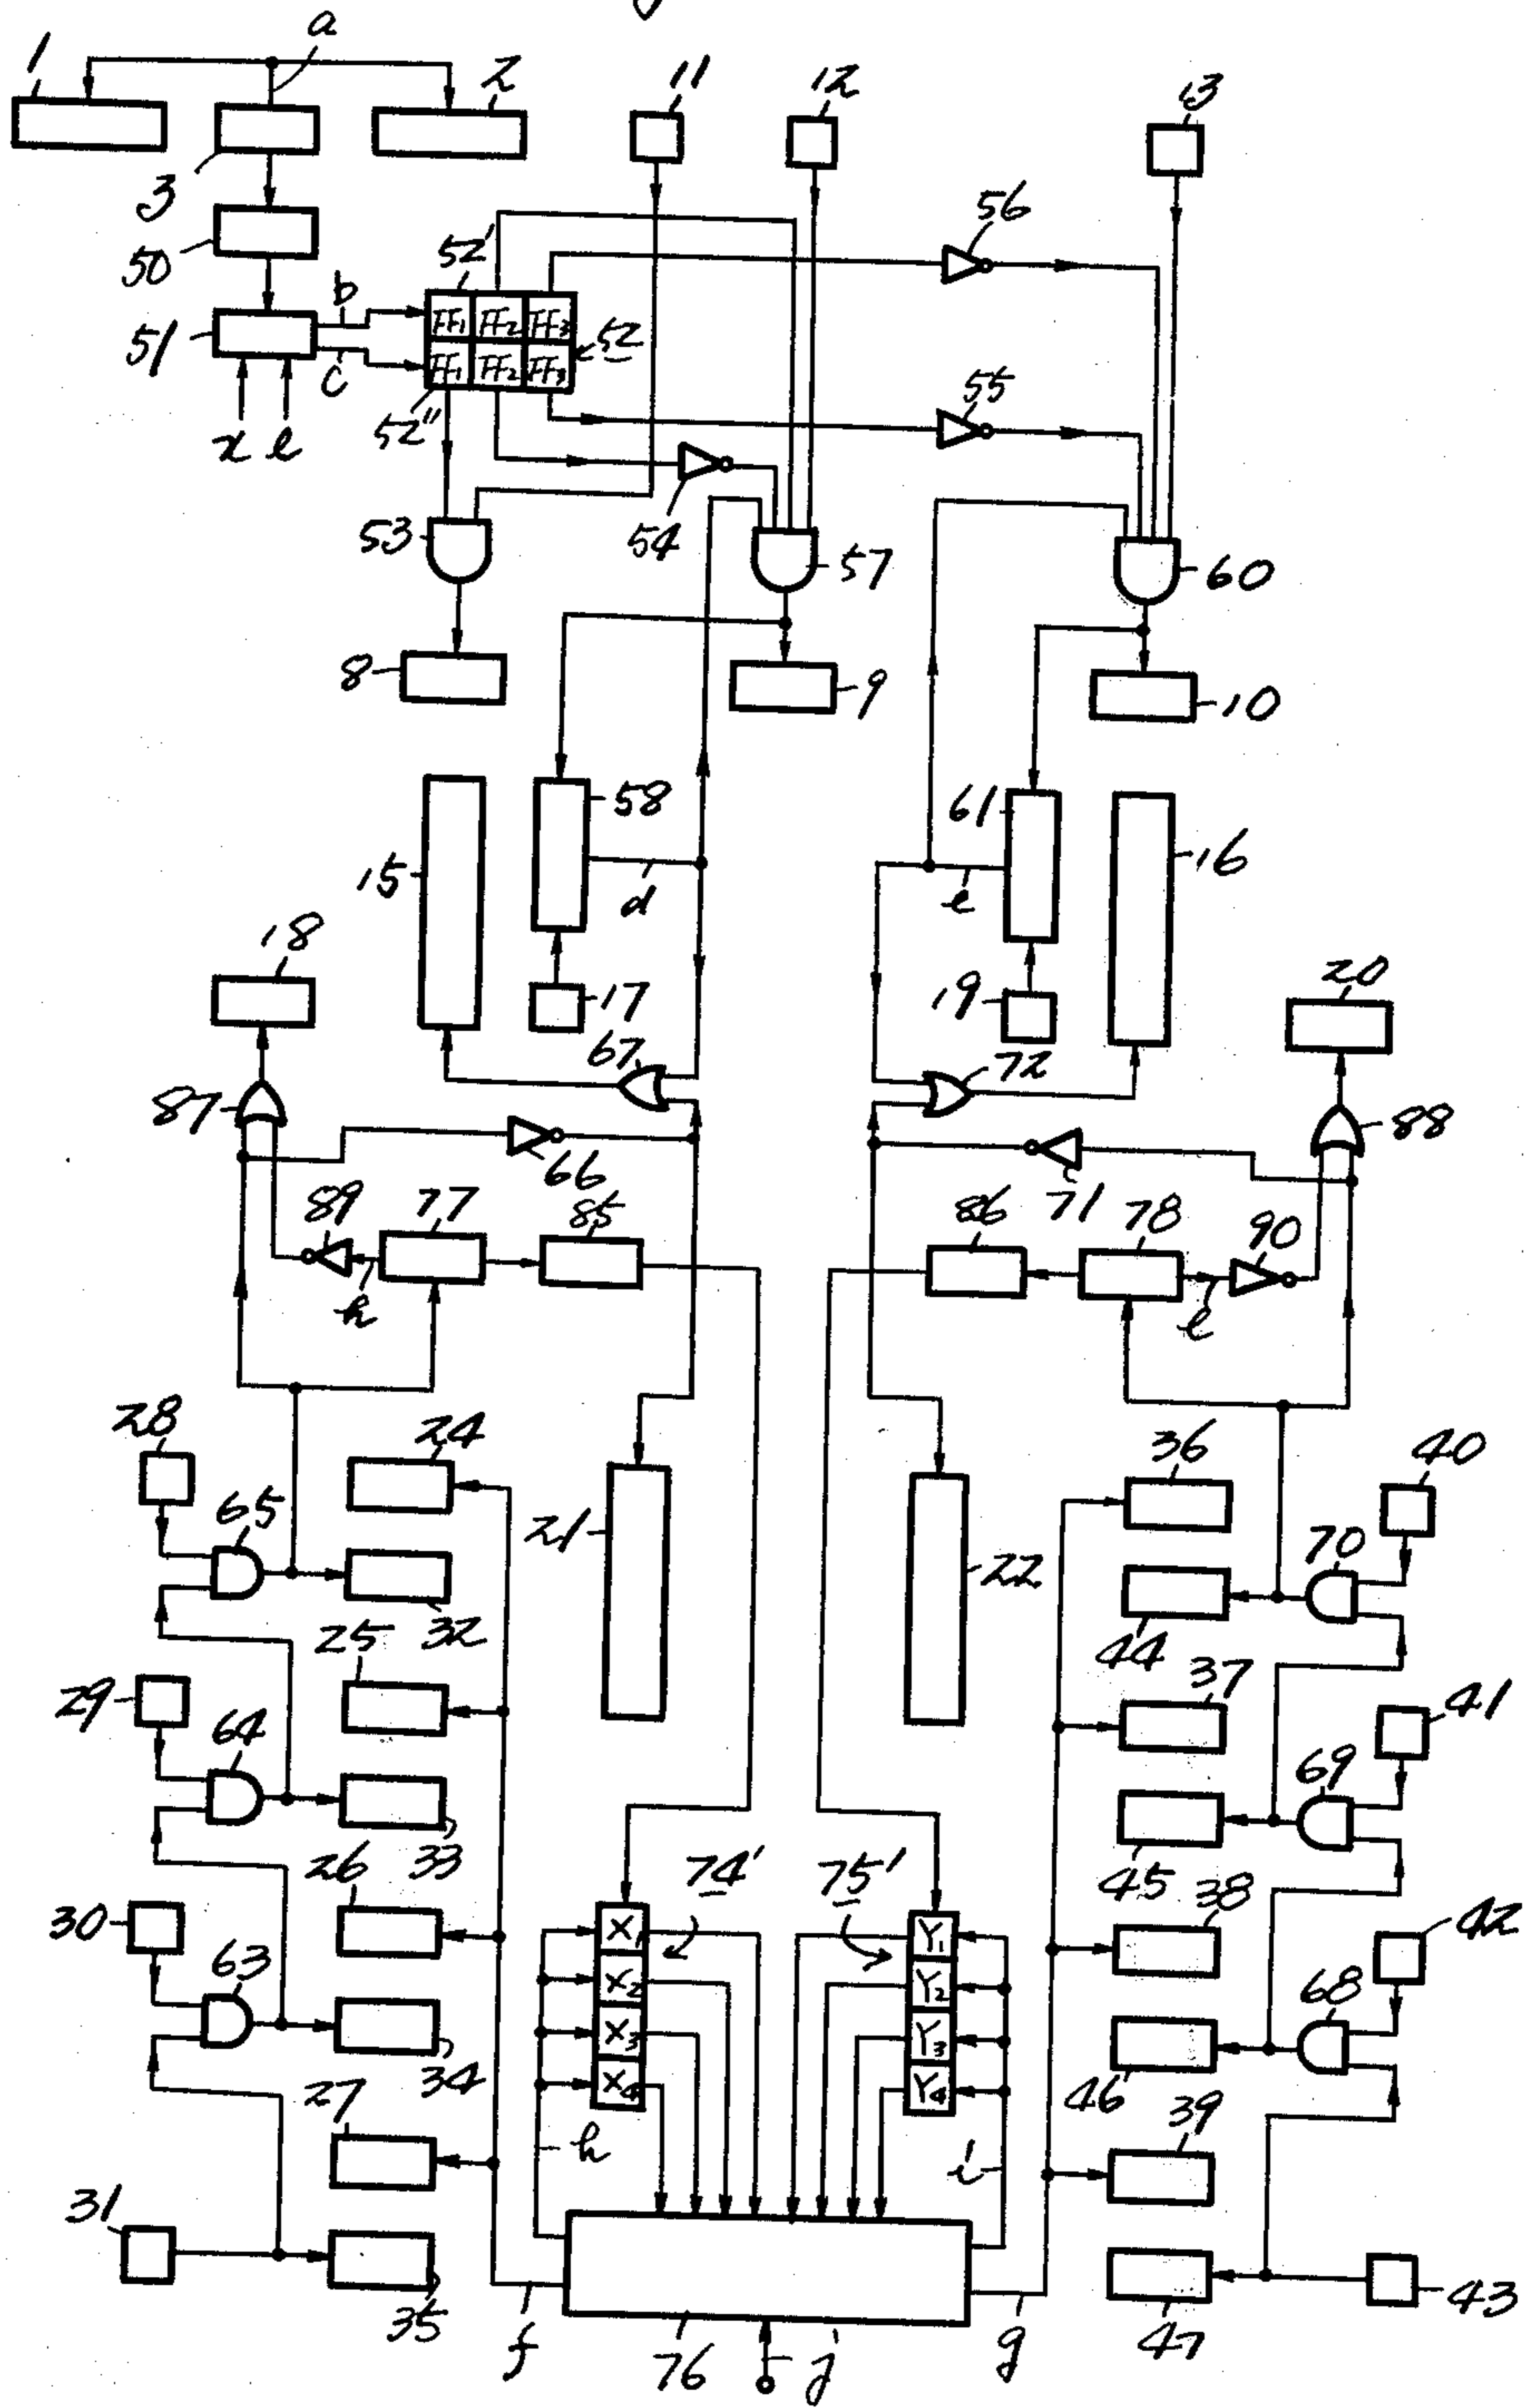 a
1 2 11 12 13
3
50 52' 56
b
51 FF1 FF2 FF3 52
c FF1 FF2 FF3
x e 52" 55
53 54 57 60
8 9 10
58 61
15 d e 16
18 17 19 20
67 72
87 66 71 88
89 77 85 86 78 90
k e
28 24 36 40
65 21 22 70
32 44
25 37
29 64 41
69
33 45
26 74' 75' 38
30 X1 Y1 42
63 X2 Y2 68
X3 Y3
34 X4 Y4 46
27 h i 39
31 43
35 f 76 j g 47